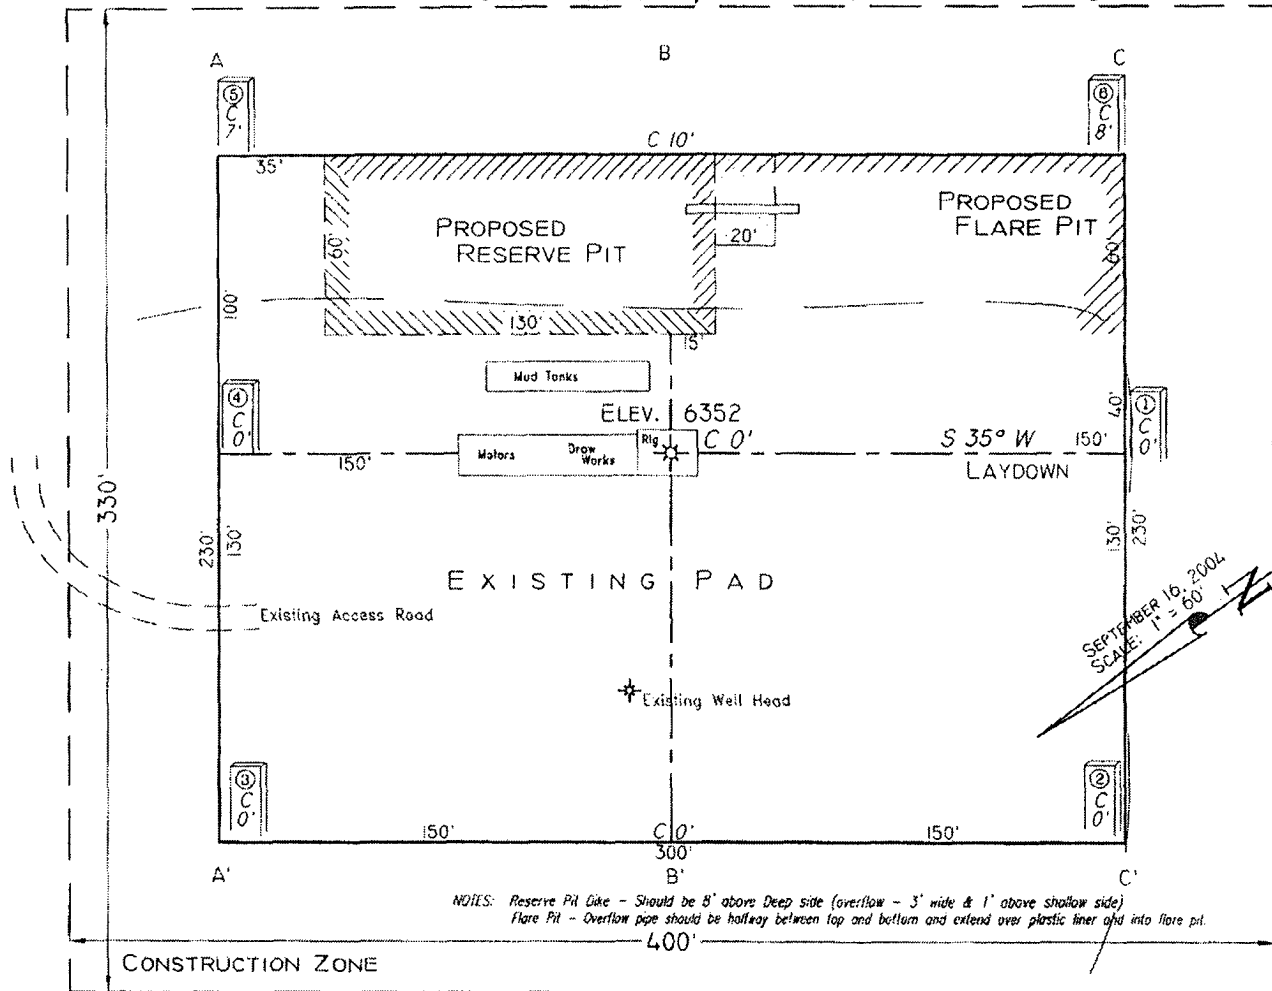 A
B
C
⑤
C
7'
⑥
C
8'
C 10'
35'
PROPOSED
RESERVE PIT
PROPOSED
FLARE PIT
20'
60'
60'
100'
130'
15'
Mud Tanks
④
C
0'
ELEV. 6352
Rig
C 0'
40'
①
C
0'
Motors
Draw
Works
150'
S 35° W
150'
LAYDOWN
330'
230'
130'
130'
230'
EXISTING PAD
Existing Access Road
SEPTEMBER 16, 2004
SCALE: 1" = 60'
N
Existing Well Head
③
C
0'
②
C
0'
150'
C 0'
150'
300'
A'
B'
C'
NOTES: Reserve Pit Dike - Should be 8' above Deep side (overflow - 3' wide & 1' above shallow side)
Flare Pit - Overflow pipe should be halfway between top and bottom and extend over plastic liner and into flare pit.
400'
CONSTRUCTION ZONE